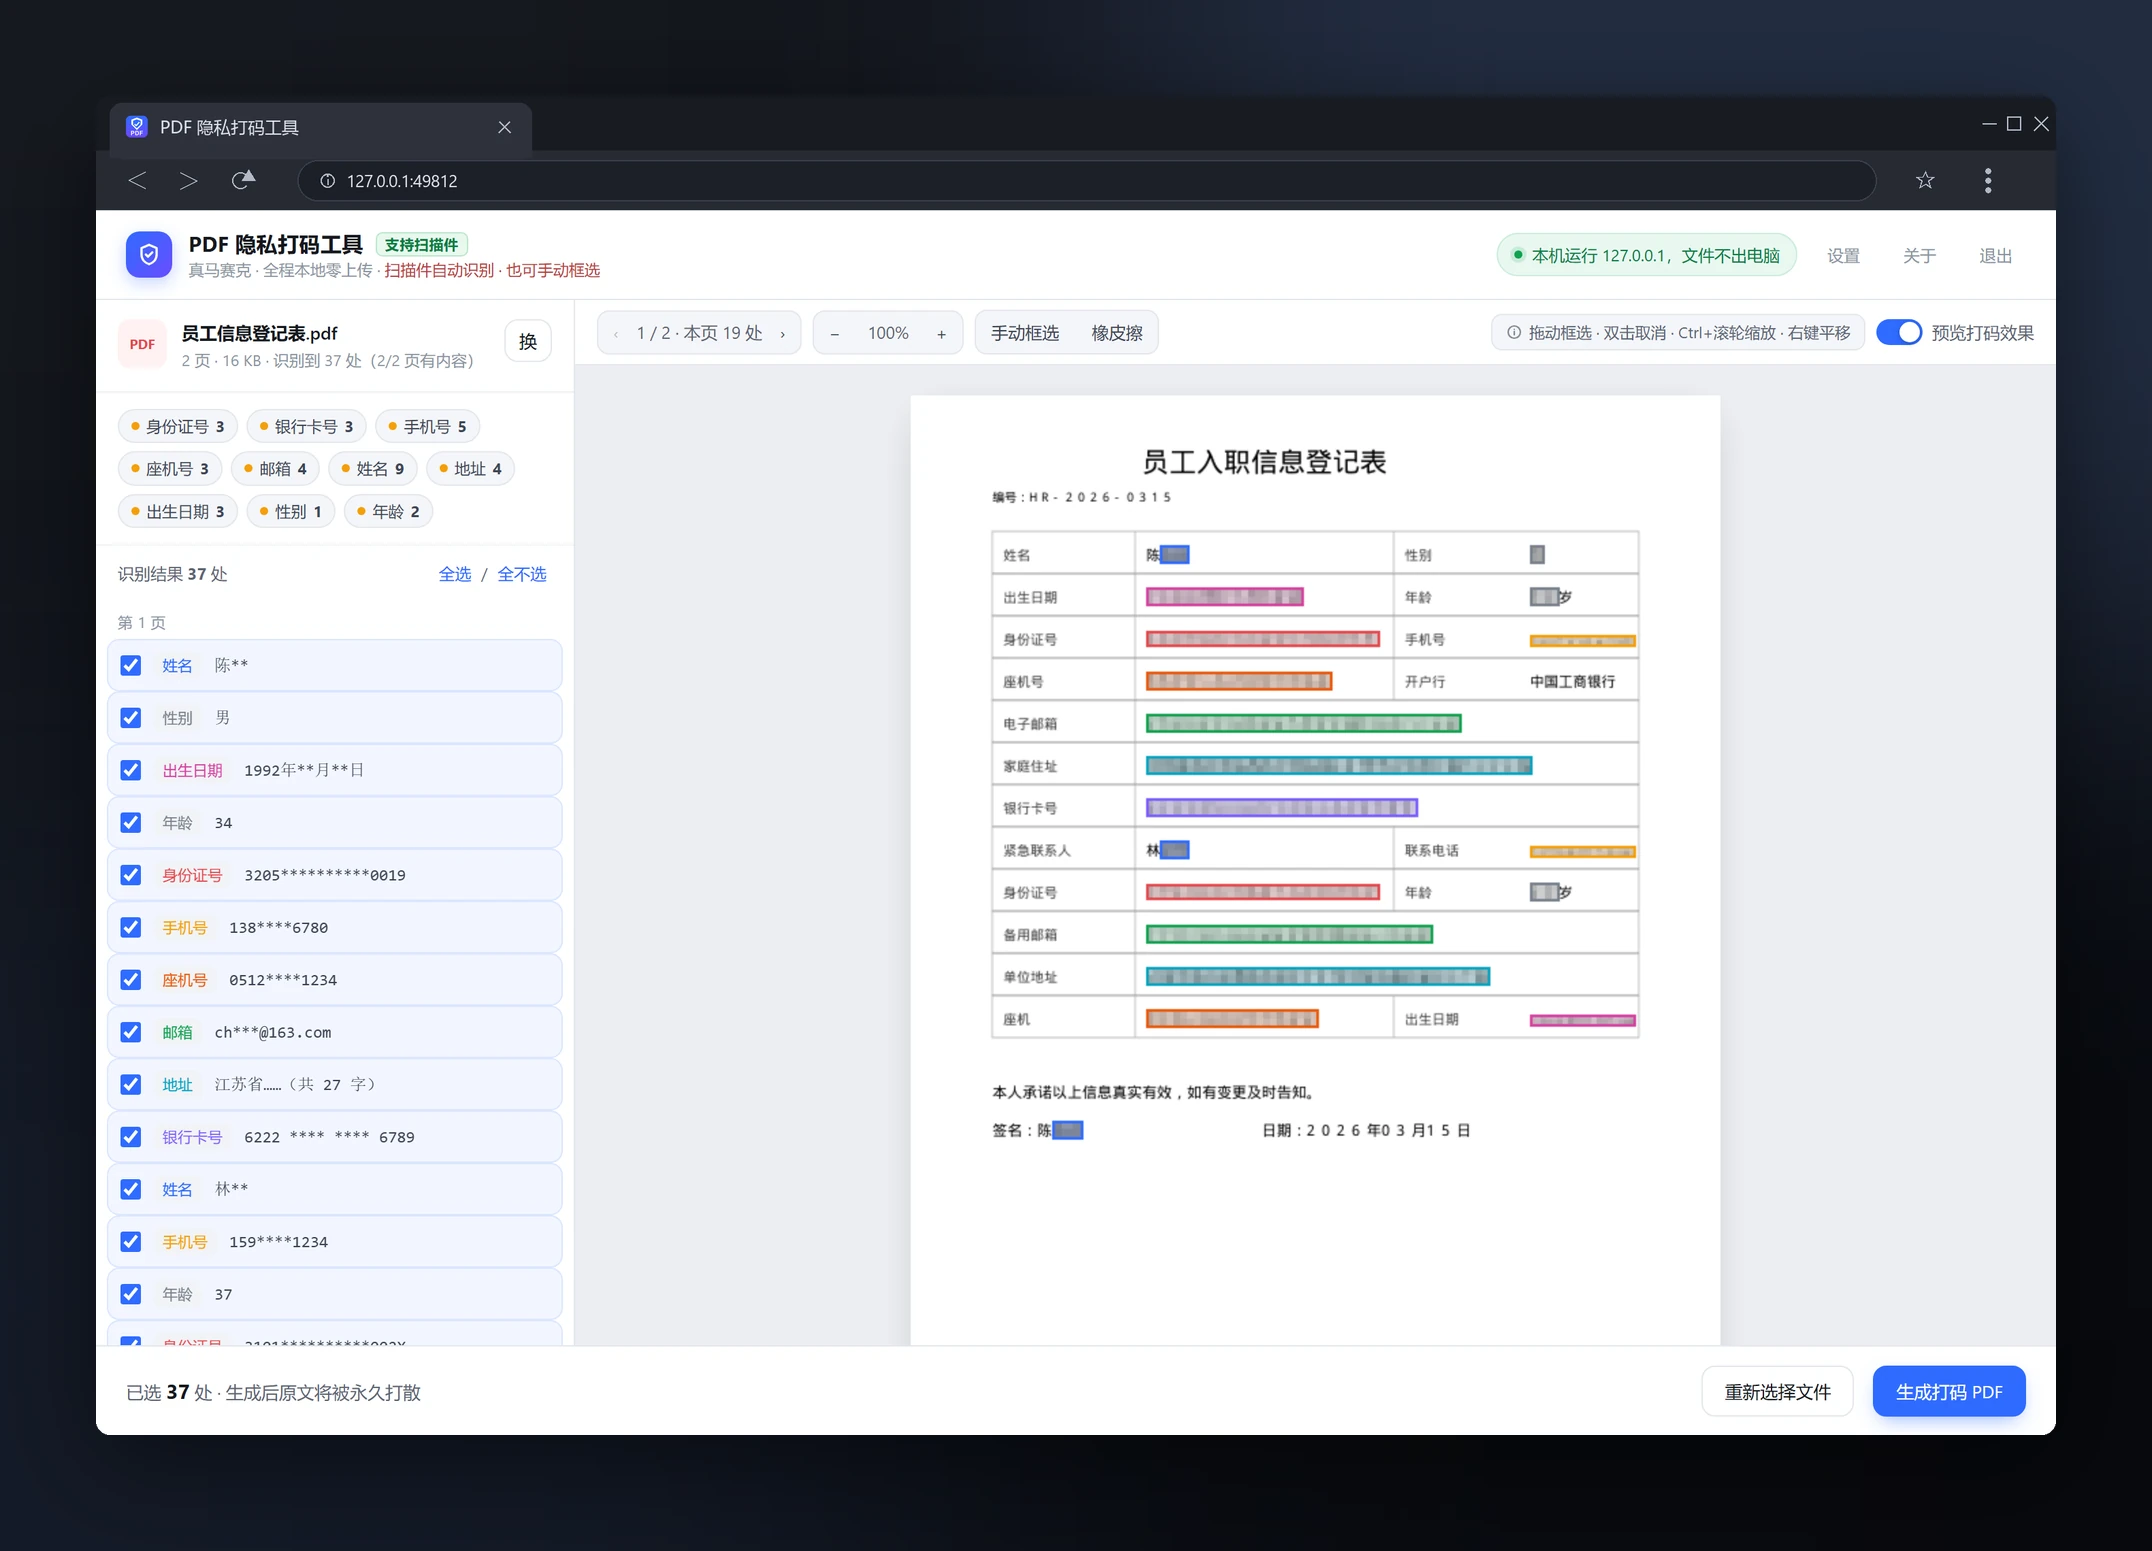 PDF 隐私打码工具
127.0.0.1:49812
PDF 隐私打码工具 支持扫描件
真马赛克 · 全程本地零上传 · 扫描件自动识别 · 也可手动框选
本机运行 127.0.0.1，文件不出电脑 设置 关于 退出
PDF
员工信息登记表.pdf
2 页 · 16 KB · 识别到 37 处（2/2 页有内容）
换
身份证号 3 银行卡号 3 手机号 5
座机号 3 邮箱 4 姓名 9 地址 4
出生日期 3 性别 1 年龄 2
识别结果 37 处 全选 / 全不选
第 1 页
姓名 陈**
性别 男
出生日期 1992年**月**日
年龄 34
身份证号 3205**********0019
手机号 138****6780
座机号 0512****1234
邮箱 ch***@163.com
地址 江苏省……（共 27 字）
银行卡号 6222 **** **** 6789
姓名 林**
手机号 159****1234
年龄 37
‹ 1 / 2 · 本页 19 处 › − 100% + 手动框选 橡皮擦
拖动框选 · 双击取消 · Ctrl+滚轮缩放 · 右键平移 预览打码效果
员工入职信息登记表
编号：HR-2026-0315
姓名 陈 性别
出生日期 年龄 岁
身份证号 手机号
座机号 开户行 中国工商银行
电子邮箱
家庭住址
银行卡号
紧急联系人 林 联系电话
身份证号 年龄 岁
备用邮箱
单位地址
座机 出生日期
本人承诺以上信息真实有效，如有变更及时告知。
签名：陈 日期：2026年03月15日
已选 37 处 · 生成后原文将被永久打散
重新选择文件 生成打码 PDF